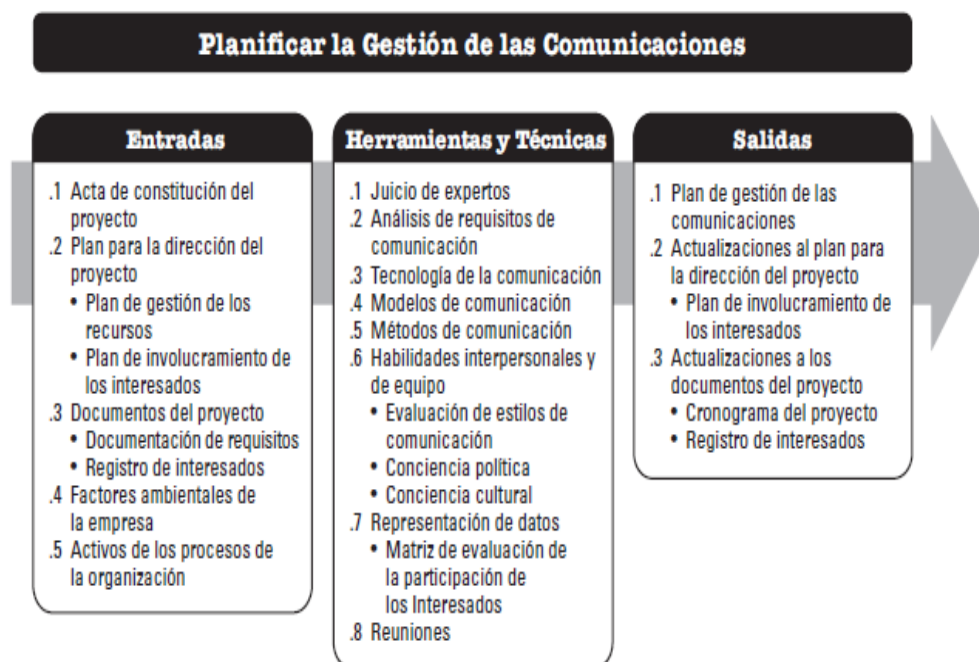 Planificar la Gestión de las Comunicaciones
Entradas
.1 Acta de constitución del
proyecto
.2 Plan para la dirección del
proyecto
• Plan de gestión de los
recursos
• Plan de involucramiento de
los interesados
.3 Documentos del proyecto
• Documentación de requisitos
• Registro de interesados
.4 Factores ambientales de
la empresa
.5 Activos de los procesos de
la organización
Herramientas y Técnicas
.1 Juicio de expertos
.2 Análisis de requisitos de
comunicación
.3 Tecnología de la comunicación
.4 Modelos de comunicación
.5 Métodos de comunicación
.6 Habilidades interpersonales y
de equipo
• Evaluación de estilos de
comunicación
• Conciencia política
• Conciencia cultural
.7 Representación de datos
• Matriz de evaluación de
la participación de
los Interesados
.8 Reuniones
Salidas
.1 Plan de gestión de las
comunicaciones
.2 Actualizaciones al plan para
la dirección del proyecto
• Plan de involucramiento de
los interesados
.3 Actualizaciones a los
documentos del proyecto
• Cronograma del proyecto
• Registro de interesados